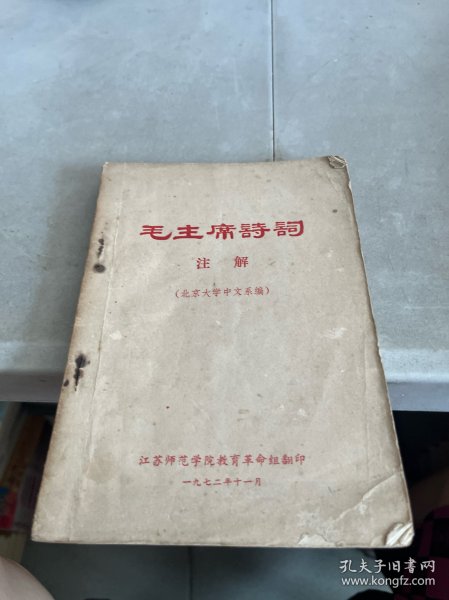 毛主席詩詞
注 解
(北京大学中文系编)
江苏师范学院教育革命组翻印
一九七二年十一月
孔夫子旧书网
www.kongfz.com